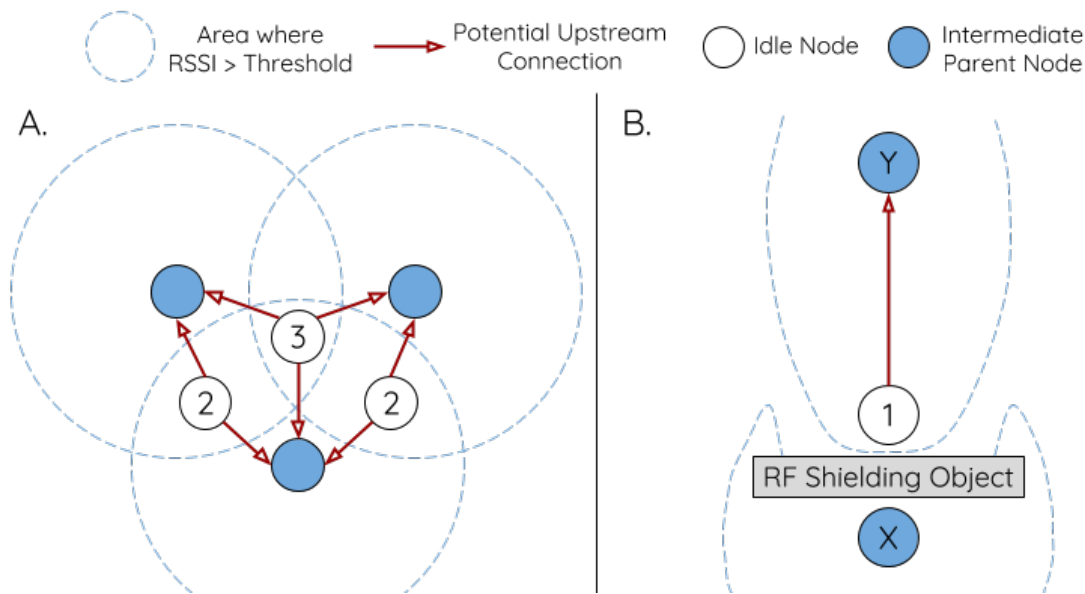 Area where
RSSI > Threshold
Potential Upstream
Connection
Idle Node
Intermediate
Parent Node
A.
B.
Y
3
2
2
1
RF Shielding Object
X